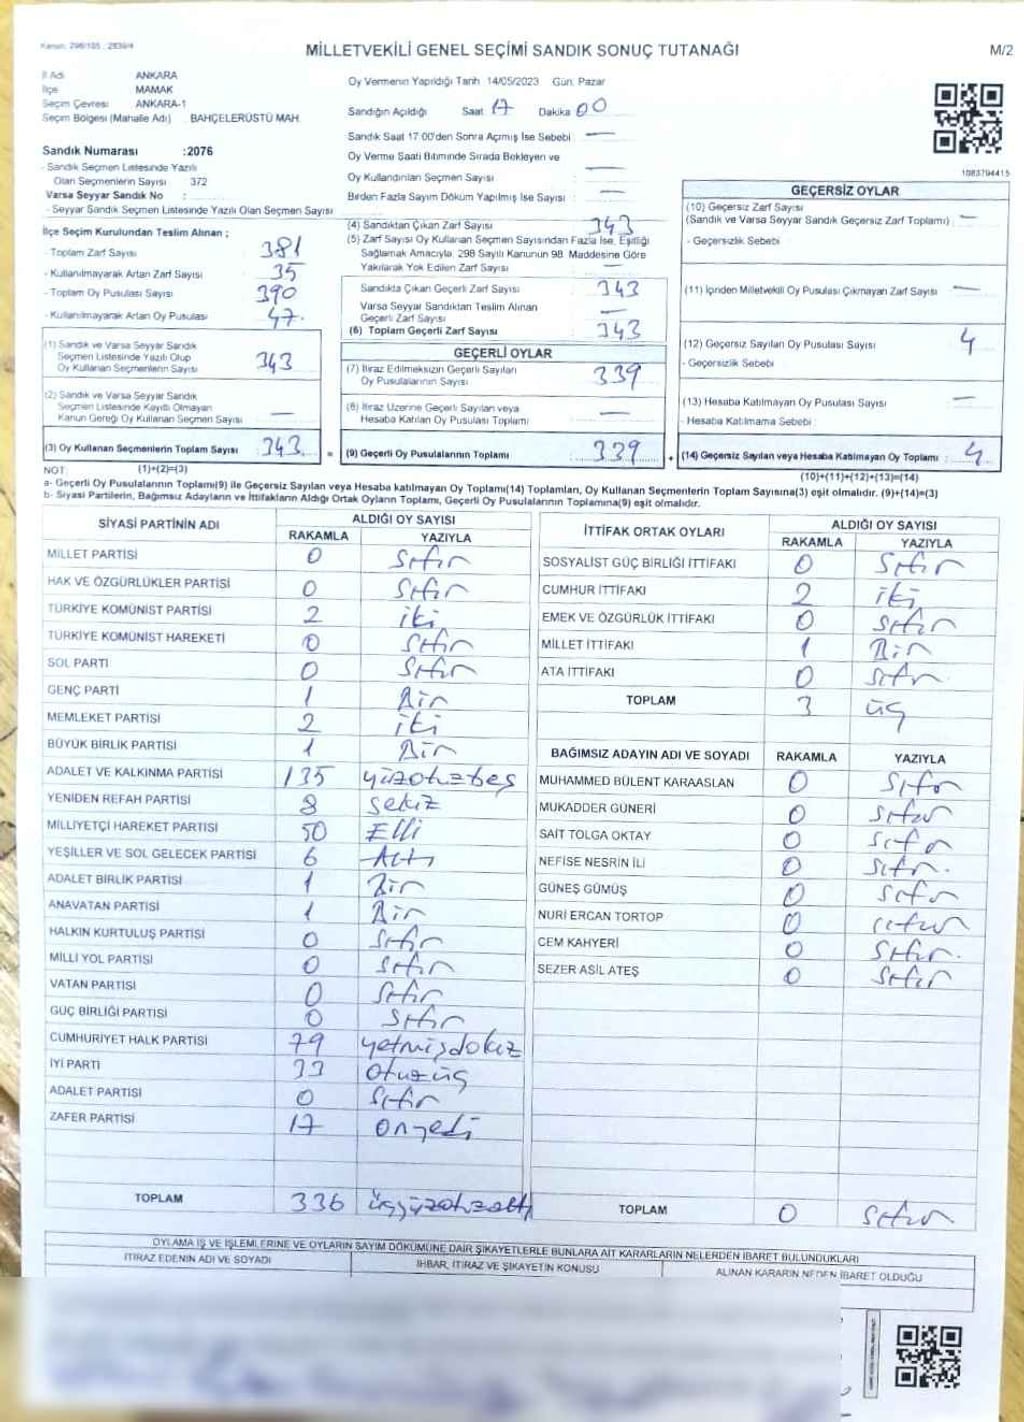 Kanun: 298/105 : 2839/4
MİLLETVEKİLİ GENEL SEÇİMİ SANDIK SONUÇ TUTANAĞI
M/2
İl Adı ANKARA
İlçe MAMAK
Seçim Çevresi ANKARA-1
Seçim Bölgesi (Mahalle Adı) BAHÇELERÜSTÜ MAH.
Sandık Numarası :2076
- Sandık Seçmen Listesinde Yazılı
Olan Seçmenlerin Sayısı : 372
Varsa Seyyar Sandık No :
- Seyyar Sandık Seçmen Listesinde Yazılı Olan Seçmen Sayısı :
İlçe Seçim Kurulundan Teslim Alınan ;
- Toplam Zarf Sayısı 381
- Kullanılmayarak Artan Zarf Sayısı 35
- Toplam Oy Pusulası Sayısı 390
- Kullanılmayarak Artan Oy Pusulası 47
(1) Sandık ve Varsa Seyyar Sandık
Seçmen Listesinde Yazılı Olup
Oy Kullanan Seçmenlerin Sayısı 343
(2) Sandık ve Varsa Seyyar Sandık
Seçmen Listesinde Kayıtlı Olmayan
Kanun Gereği Oy Kullanan Seçmen Sayısı —
(3) Oy Kullanan Seçmenlerin Toplam Sayısı : 343 =
Oy Vermenin Yapıldığı Tarih 14/05/2023 Gün: Pazar
Sandığın Açıldığı Saat 17 Dakika 00
Sandık Saat 17.00'den Sonra Açılmış İse Sebebi : —
Oy Verme Saati Bitiminde Sırada Bekleyen ve
Oy Kullandırılan Seçmen Sayısı : —
Birden Fazla Sayım Döküm Yapılmış İse Sayısı : —
(4) Sandıktan Çıkan Zarf Sayısı 343
(5) Zarf Sayısı Oy Kullanan Seçmen Sayısından Fazla İse, Eşitliği
Sağlamak Amacıyla, 298 Sayılı Kanunun 98. Maddesine Göre
Yakılarak Yok Edilen Zarf Sayısı : —
Sandıkta Çıkan Geçerli Zarf Sayısı : 343
Varsa Seyyar Sandıktan Teslim Alınan
Geçerli Zarf Sayısı : —
(6) Toplam Geçerli Zarf Sayısı : 343
GEÇERLİ OYLAR
(7) İtiraz Edilmeksizin Geçerli Sayılan
Oy Pusulalarının Sayısı : 339
(8) İtiraz Üzerine Geçerli Sayılan veya
Hesaba Katılan Oy Pusulası Toplamı : —
(9) Geçerli Oy Pusulalarının Toplamı : 339 +
1083794415
GEÇERSİZ OYLAR
(10) Geçersiz Zarf Sayısı
(Sandık ve Varsa Seyyar Sandık Geçersiz Zarf Toplamı) : —
- Geçersizlik Sebebi :
(11) İçinden Milletvekili Oy Pusulası Çıkmayan Zarf Sayısı : —
(12) Geçersiz Sayılan Oy Pusulası Sayısı : 4
- Geçersizlik Sebebi :
(13) Hesaba Katılmayan Oy Pusulası Sayısı : —
- Hesaba Katılmama Sebebi :
(14) Geçersiz Sayılan veya Hesaba Katılmayan Oy Toplamı : 4
NOT: (1)+(2)=(3) (10)+(11)+(12)+(13)=(14)
a- Geçerli Oy Pusulalarının Toplamı(9) ile Geçersiz Sayılan veya Hesaba katılmayan Oy Toplamı(14) Toplamları, Oy Kullanan Seçmenlerin Toplam Sayısına(3) eşit olmalıdır. (9)+(14)=(3)
b- Siyasi Partilerin, Bağımsız Adayların ve İttifakların Aldığı Ortak Oyların Toplamı, Geçerli Oy Pusulalarının Toplamına(9) eşit olmalıdır.
SİYASİ PARTİNİN ADI ALDIĞI OY SAYISI
RAKAMLA YAZIYLA
MİLLET PARTİSİ 0 Sıfır
HAK VE ÖZGÜRLÜKLER PARTİSİ 0 Sıfır
TÜRKİYE KOMÜNİST PARTİSİ 2 iki
TÜRKİYE KOMÜNİST HAREKETİ 0 Sıfır
SOL PARTİ 0 Sıfır
GENÇ PARTİ 1 Bir
MEMLEKET PARTİSİ 2 iki
BÜYÜK BİRLİK PARTİSİ 1 Bir
ADALET VE KALKINMA PARTİSİ 135 yüzotuzbeş
YENİDEN REFAH PARTİSİ 8 sekiz
MİLLİYETÇİ HAREKET PARTİSİ 50 Elli
YEŞİLLER VE SOL GELECEK PARTİSİ 6 Altı
ADALET BİRLİK PARTİSİ 1 Bir
ANAVATAN PARTİSİ 1 Bir
HALKIN KURTULUŞ PARTİSİ 0 Sıfır
MİLLİ YOL PARTİSİ 0 Sıfır
VATAN PARTİSİ 0 Sıfır
GÜÇ BİRLİĞİ PARTİSİ 0 Sıfır
CUMHURİYET HALK PARTİSİ 79 yetmişdokuz
İYİ PARTİ 33 otuzüç
ADALET PARTİSİ 0 Sıfır
ZAFER PARTİSİ 17 onyedi
TOPLAM 336 üçyüzotuzaltı
İTTİFAK ORTAK OYLARI ALDIĞI OY SAYISI
RAKAMLA YAZIYLA
SOSYALİST GÜÇ BİRLİĞİ İTTİFAKI 0 Sıfır
CUMHUR İTTİFAKI 2 iki
EMEK VE ÖZGÜRLÜK İTTİFAKI 0 Sıfır
MİLLET İTTİFAKI 1 Bir
ATA İTTİFAKI 0 Sıfır
TOPLAM 3 üç
BAĞIMSIZ ADAYIN ADI VE SOYADI RAKAMLA YAZIYLA
MUHAMMED BÜLENT KARAASLAN 0 Sıfır
MUKADDER GÜNERİ 0 Sıfır
SAİT TOLGA OKTAY 0 Sıfır
NEFİSE NESRİN İLİ 0 Sıfır
GÜNEŞ GÜMÜŞ 0 Sıfır
NURİ ERCAN TORTOP 0 Sıfır
CEM KAHYERİ 0 Sıfır
SEZER ASİL ATEŞ 0 Sıfır
TOPLAM 0 Sıfır
OYLAMA İŞ VE İŞLEMLERİNE VE OYLARIN SAYIM DÖKÜMÜNE DAİR ŞİKAYETLERLE BUNLARA AİT KARARLARIN NELERDEN İBARET BULUNDUKLARI
İTİRAZ EDENİN ADI VE SOYADI İHBAR, İTİRAZ VE ŞİKAYETİN KONUSU ALINAN KARARIN NEDEN İBARET OLDUĞU